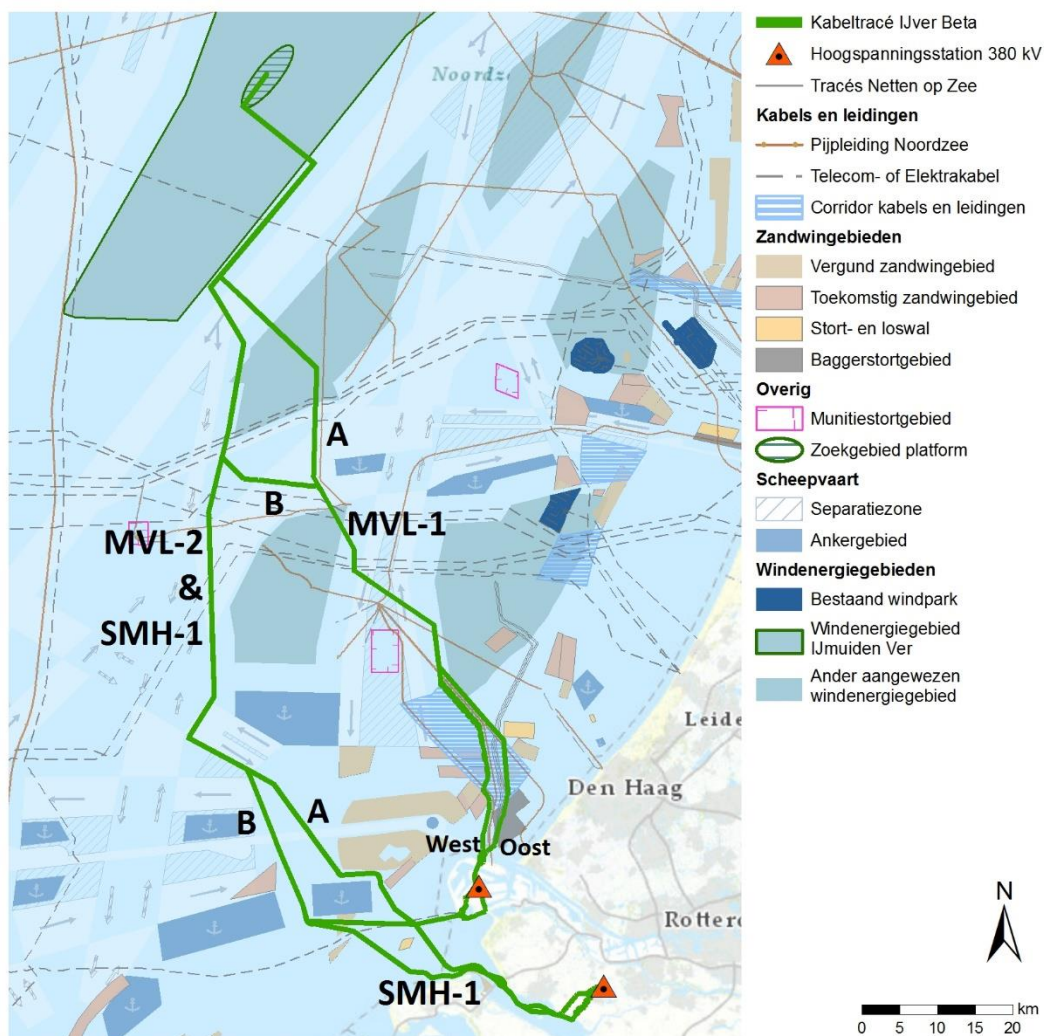 Noordze
A
B
MVL-1
MVL-2
&
SMH-1
Leide
Den Haag
A
B
West
Oost
Rotterd
SMH-1
Kabeltracé IJver Beta
Hoogspanningsstation 380 kV
Tracés Netten op Zee
Kabels en leidingen
Pijpleiding Noordzee
Telecom- of Elektrakabel
Corridor kabels en leidingen
Zandwingebieden
Vergund zandwingebied
Toekomstig zandwingebied
Stort- en loswal
Baggerstortgebied
Overig
Munitiestortgebied
Zoekgebied platform
Scheepvaart
Separatiezone
Ankergebied
Windenergiegebieden
Bestaand windpark
Windenergiegebied
IJmuiden Ver
Ander aangewezen
windenergiegebied
N
km
0 5 10 15 20